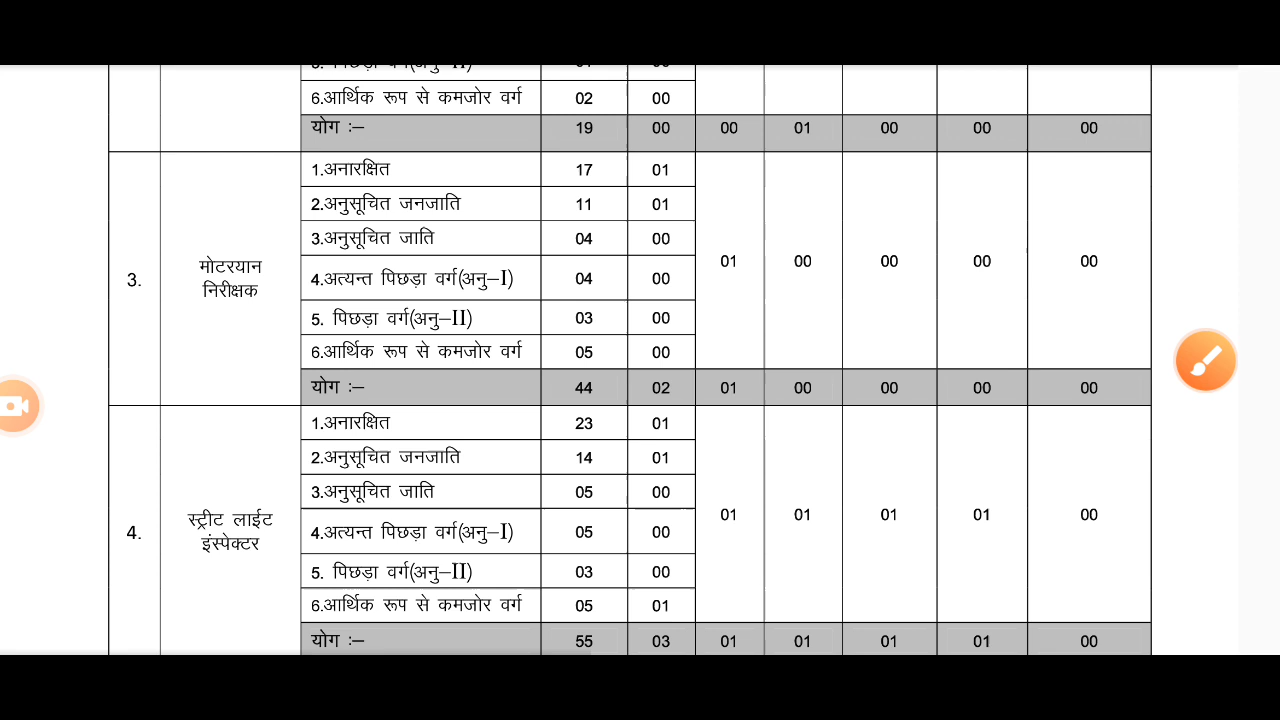 6.आर्थिक रूप से कमजोर वर्ग 02 00
योग :– 19 00 00 01 00 00 00
1.अनारक्षित 17 01
2.अनुसूचित जनजाति 11 01
3.अनुसूचित जाति 04 00
3. मोटरयान निरीक्षक 4.अत्यन्त पिछड़ा वर्ग(अनु–I) 04 00 01 00 00 00 00
5. पिछड़ा वर्ग(अनु–II) 03 00
6.आर्थिक रूप से कमजोर वर्ग 05 00
योग :– 44 02 01 00 00 00 00
1.अनारक्षित 23 01
2.अनुसूचित जनजाति 14 01
3.अनुसूचित जाति 05 00
4. स्ट्रीट लाईट इंस्पेक्टर 4.अत्यन्त पिछड़ा वर्ग(अनु–I) 05 00 01 01 01 01 00
5. पिछड़ा वर्ग(अनु–II) 03 00
6.आर्थिक रूप से कमजोर वर्ग 05 01
योग :– 55 03 01 01 01 01 00